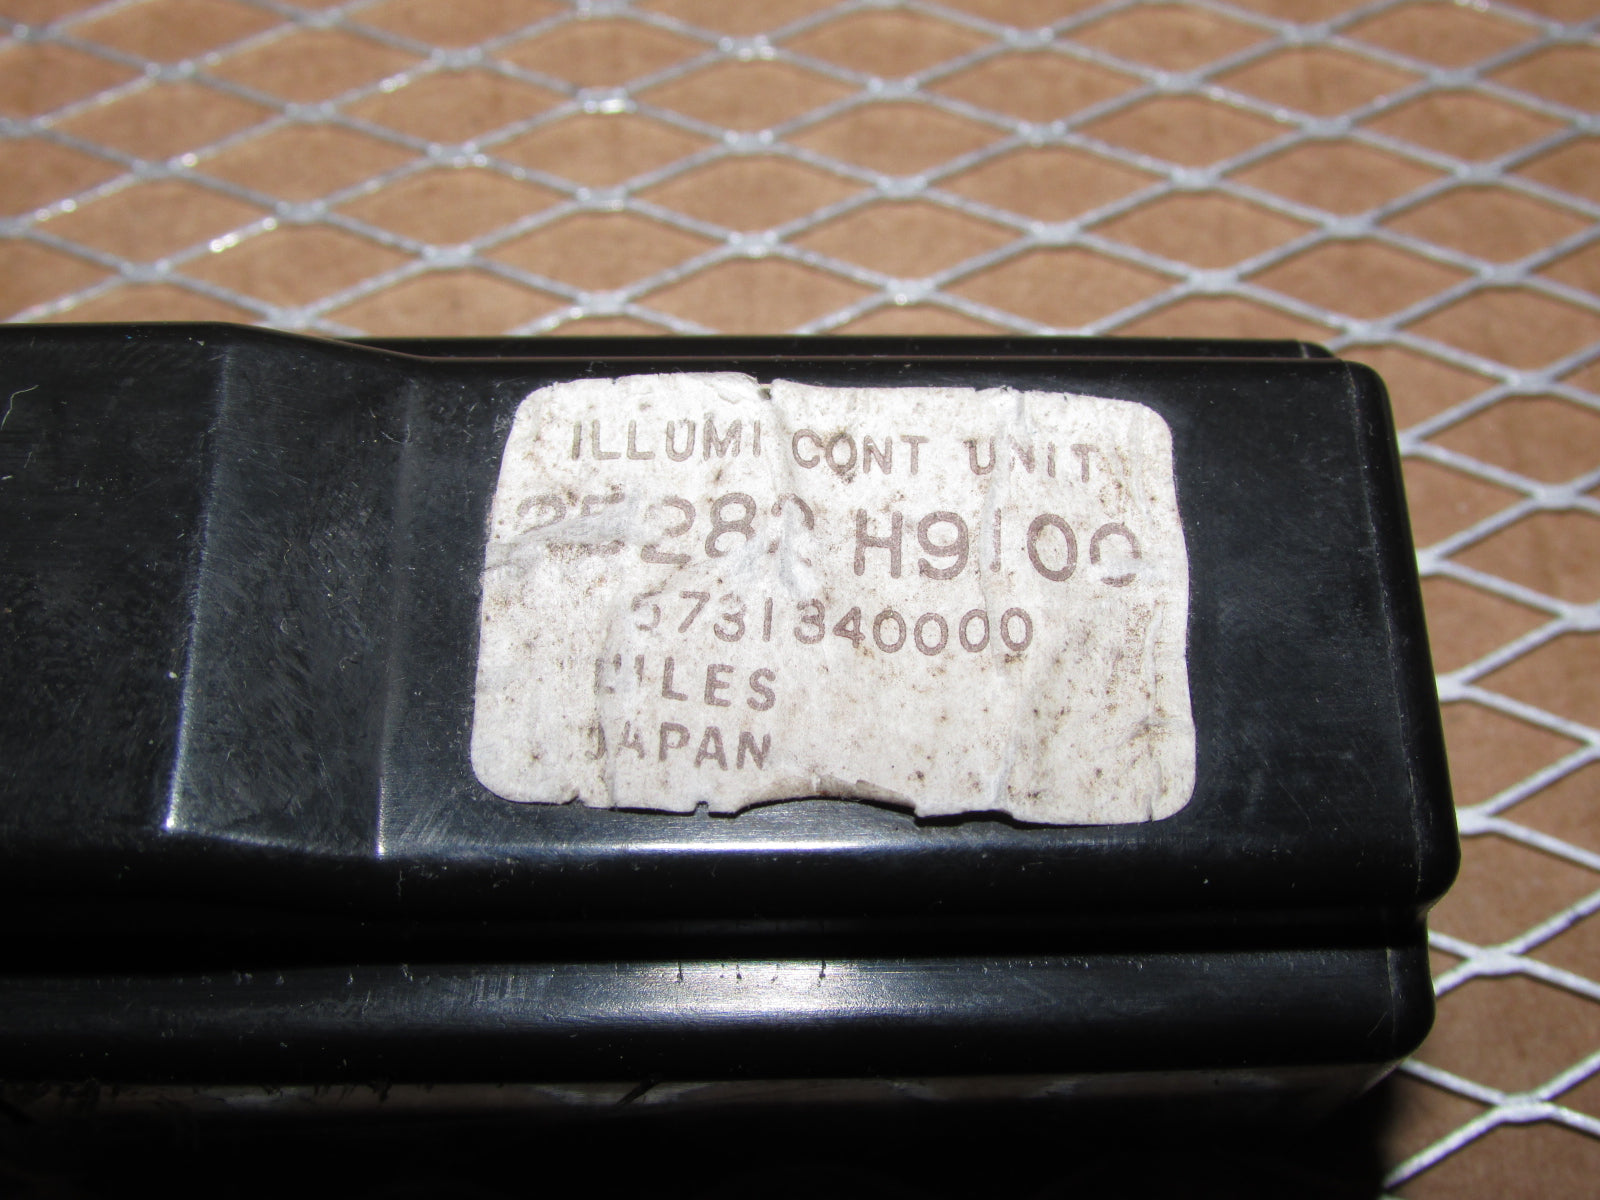 ILLUMI CONT UNIT
H9100
5731340000
JAPAN